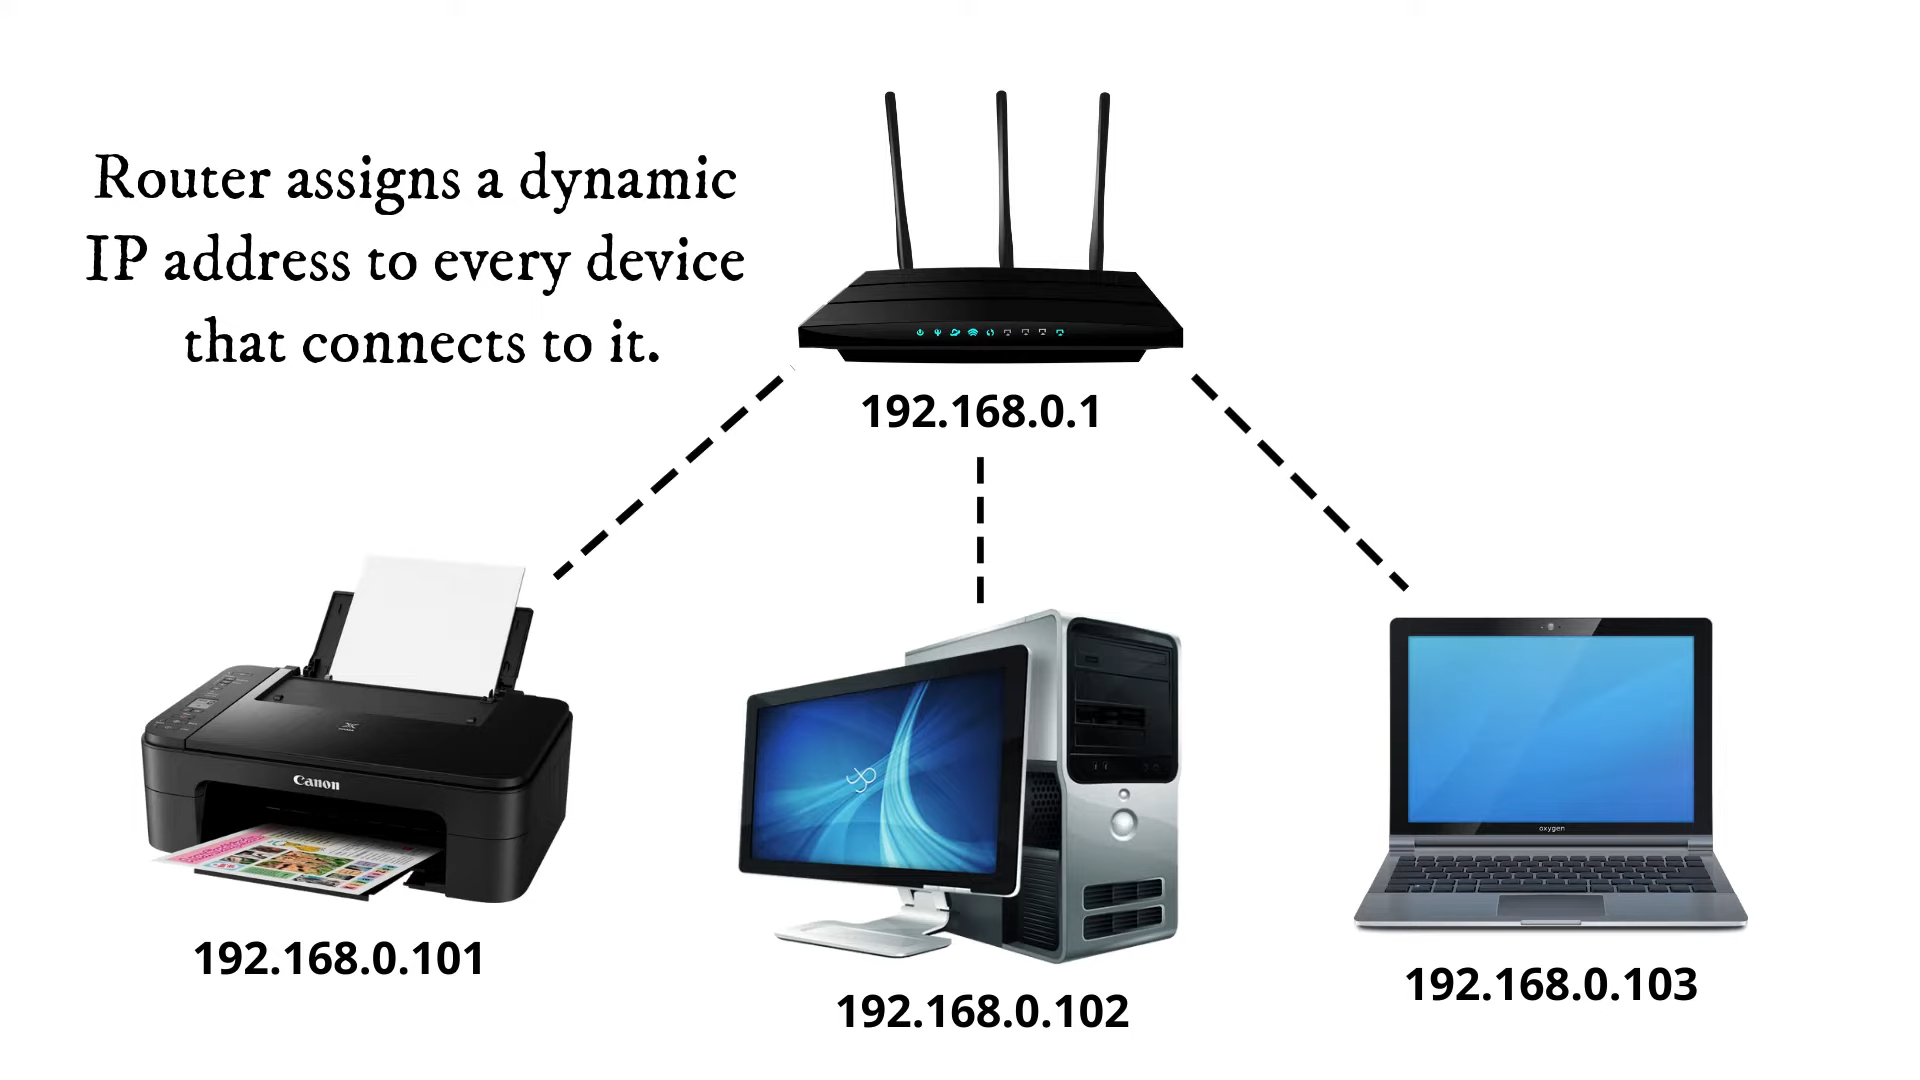 Router assigns a dynamic
IP address to every device
that connects to it.
192.168.0.1
Canon
oxygen
192.168.0.101
192.168.0.102
192.168.0.103